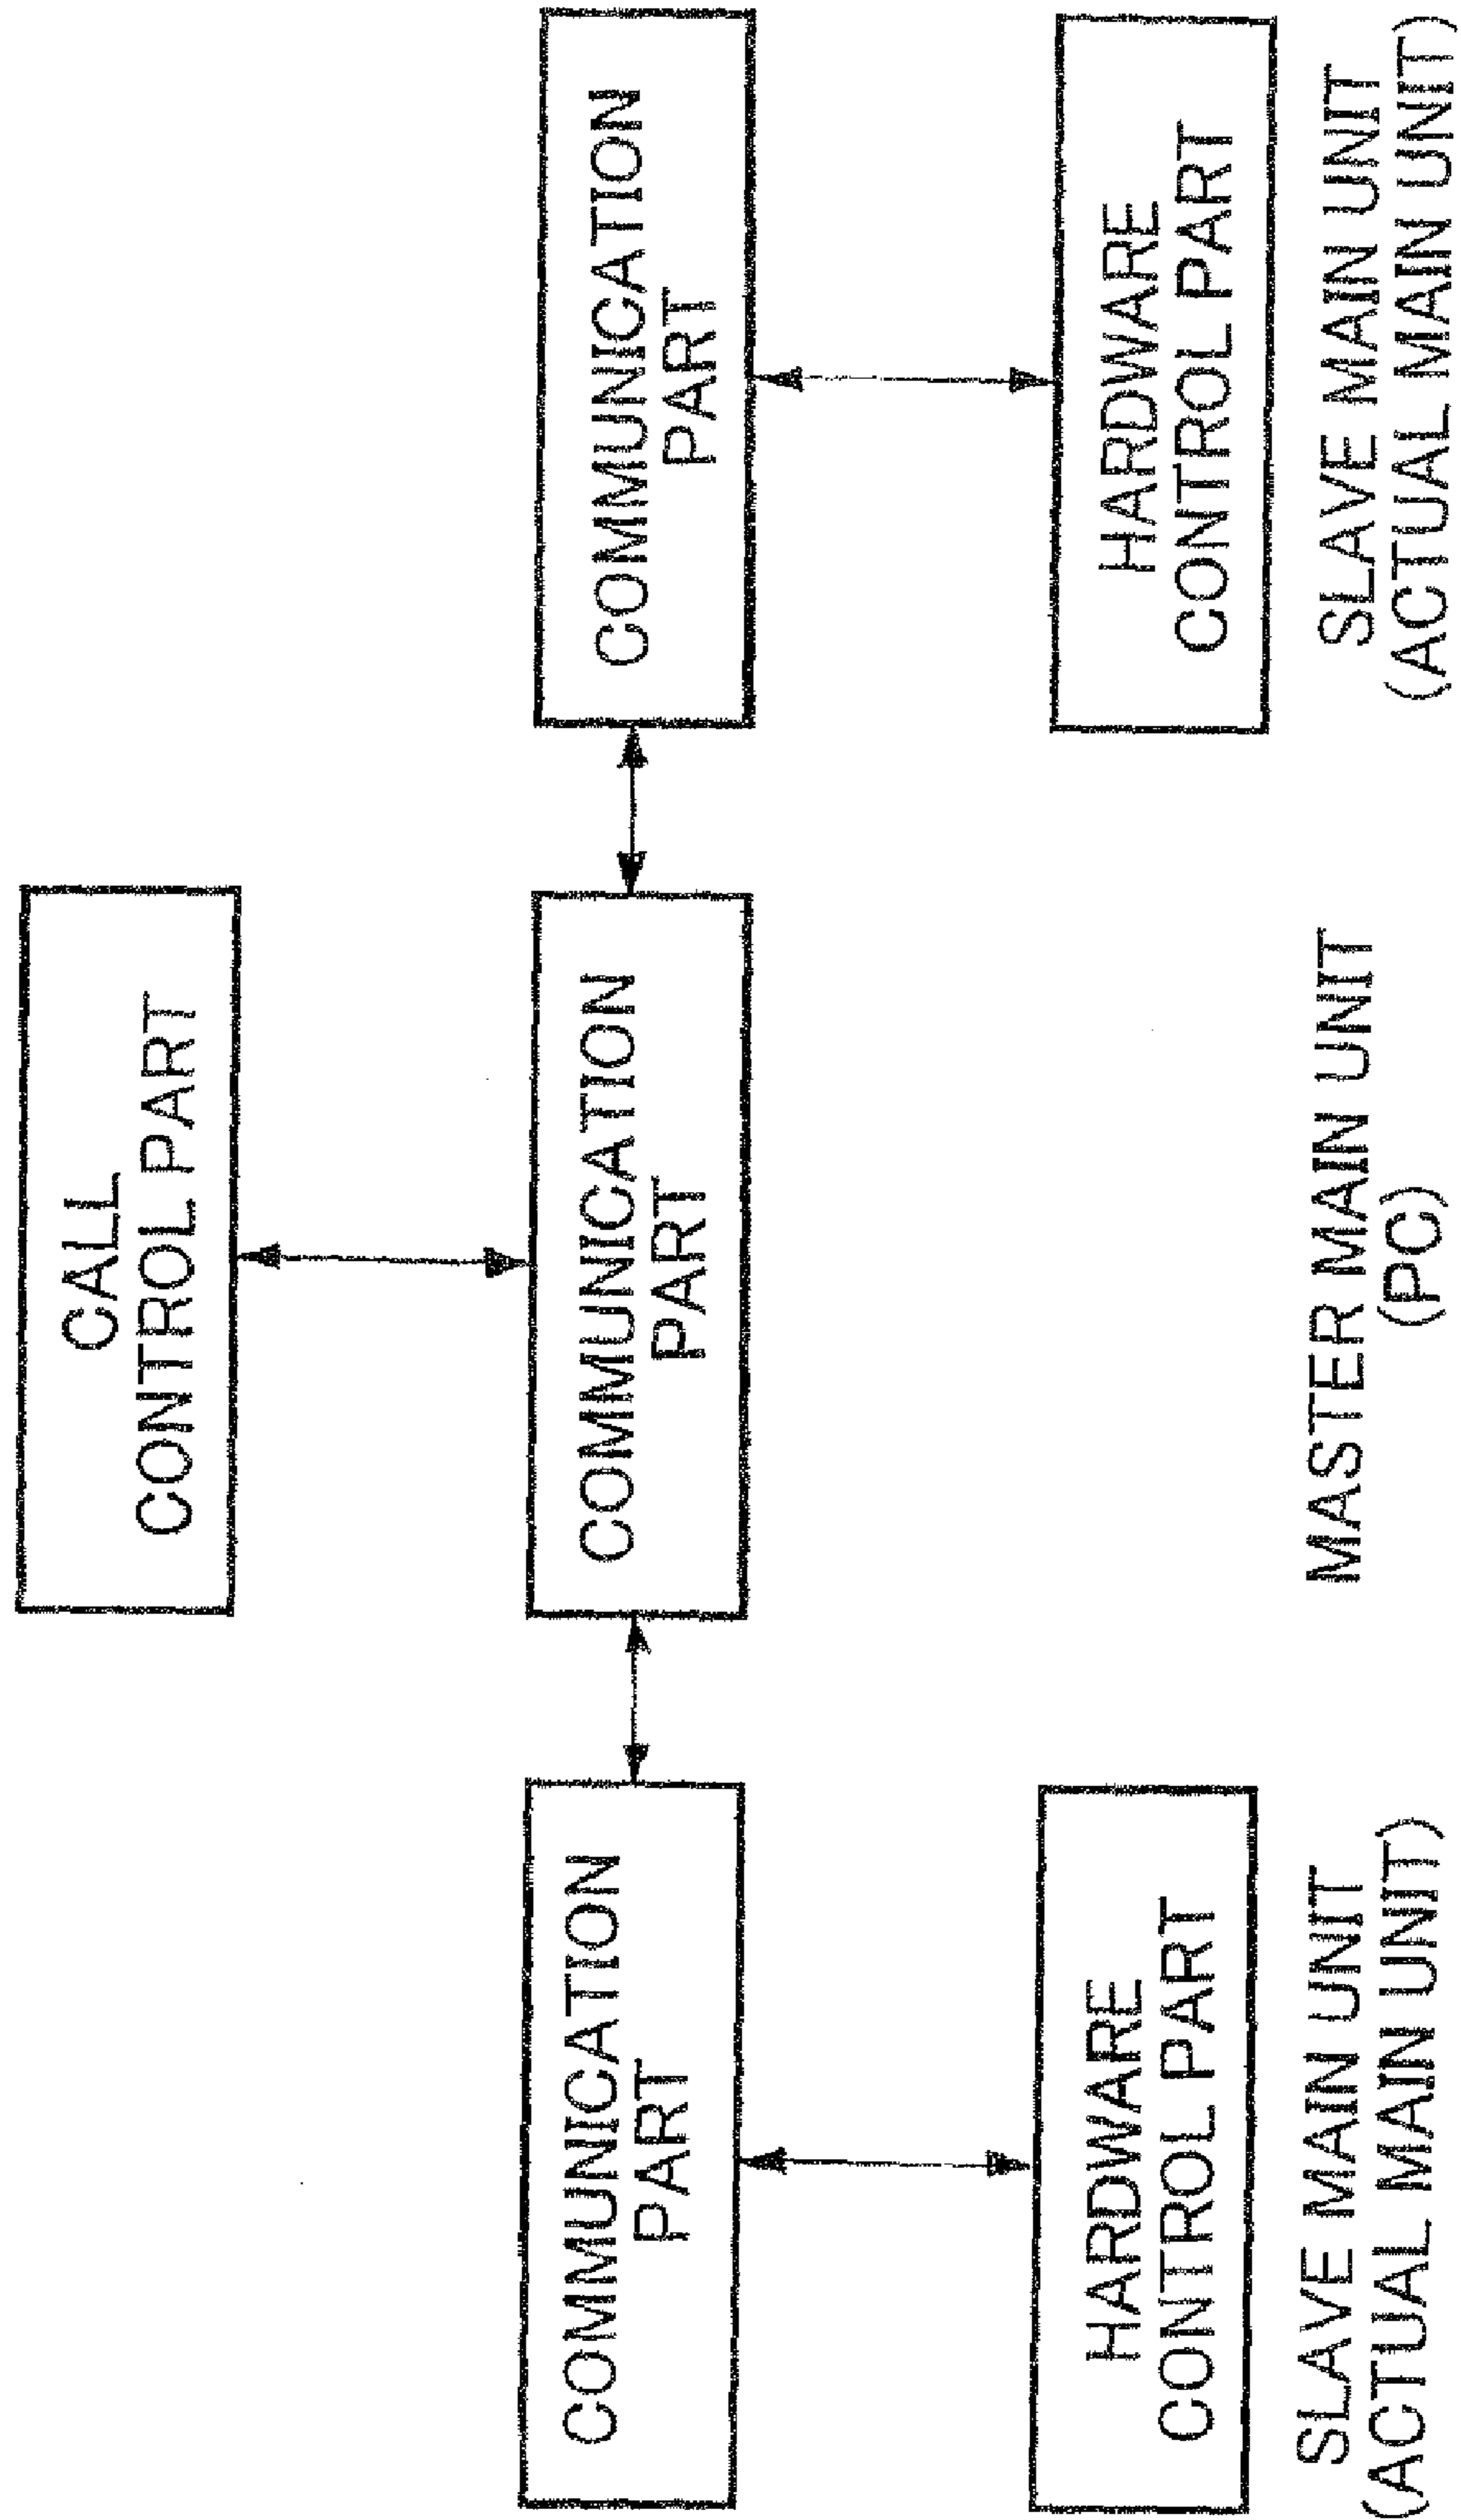 CALL
CONTROL PART
COMMUNICATION
PART
COMMUNICATION
PART
COMMUNICATION
PART
HARDWARE
CONTROL PART
HARDWARE
CONTROL PART
SLAVE MAIN UNIT
(ACTUAL MAIN UNIT)
MASTER MAIN UNIT
(PC)
SLAVE MAIN UNIT
(ACTUAL MAIN UNIT)